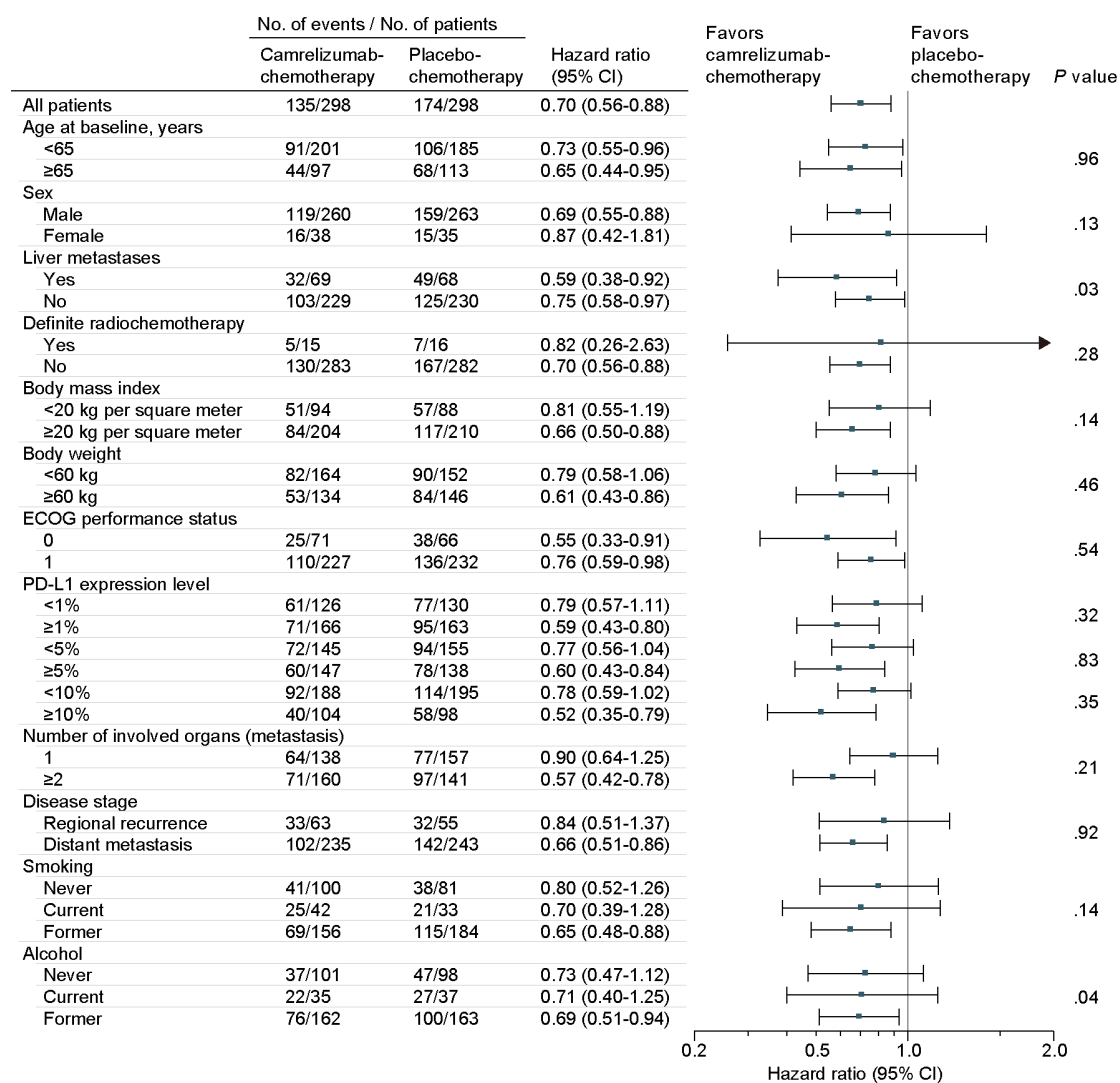 No. of events / No. of patients
Favors camrelizumab-chemotherapy
Favors placebo-chemotherapy
Camrelizumab-chemotherapy
Placebo-chemotherapy
Hazard ratio (95% CI)
P value
All patients 135/298 174/298 0.70 (0.56-0.88)
Age at baseline, years
<65 91/201 106/185 0.73 (0.55-0.96)
.96
≥65 44/97 68/113 0.65 (0.44-0.95)
Sex
Male 119/260 159/263 0.69 (0.55-0.88)
.13
Female 16/38 15/35 0.87 (0.42-1.81)
Liver metastases
Yes 32/69 49/68 0.59 (0.38-0.92)
.03
No 103/229 125/230 0.75 (0.58-0.97)
Definite radiochemotherapy
Yes 5/15 7/16 0.82 (0.26-2.63)
.28
No 130/283 167/282 0.70 (0.56-0.88)
Body mass index
<20 kg per square meter 51/94 57/88 0.81 (0.55-1.19)
.14
≥20 kg per square meter 84/204 117/210 0.66 (0.50-0.88)
Body weight
<60 kg 82/164 90/152 0.79 (0.58-1.06)
.46
≥60 kg 53/134 84/146 0.61 (0.43-0.86)
ECOG performance status
0 25/71 38/66 0.55 (0.33-0.91)
.54
1 110/227 136/232 0.76 (0.59-0.98)
PD-L1 expression level
<1% 61/126 77/130 0.79 (0.57-1.11)
.32
≥1% 71/166 95/163 0.59 (0.43-0.80)
<5% 72/145 94/155 0.77 (0.56-1.04)
.83
≥5% 60/147 78/138 0.60 (0.43-0.84)
<10% 92/188 114/195 0.78 (0.59-1.02)
.35
≥10% 40/104 58/98 0.52 (0.35-0.79)
Number of involved organs (metastasis)
1 64/138 77/157 0.90 (0.64-1.25)
.21
≥2 71/160 97/141 0.57 (0.42-0.78)
Disease stage
Regional recurrence 33/63 32/55 0.84 (0.51-1.37)
.92
Distant metastasis 102/235 142/243 0.66 (0.51-0.86)
Smoking
Never 41/100 38/81 0.80 (0.52-1.26)
Current 25/42 21/33 0.70 (0.39-1.28) .14
Former 69/156 115/184 0.65 (0.48-0.88)
Alcohol
Never 37/101 47/98 0.73 (0.47-1.12)
Current 22/35 27/37 0.71 (0.40-1.25) .04
Former 76/162 100/163 0.69 (0.51-0.94)
0.2 0.5 1.0 2.0
Hazard ratio (95% CI)